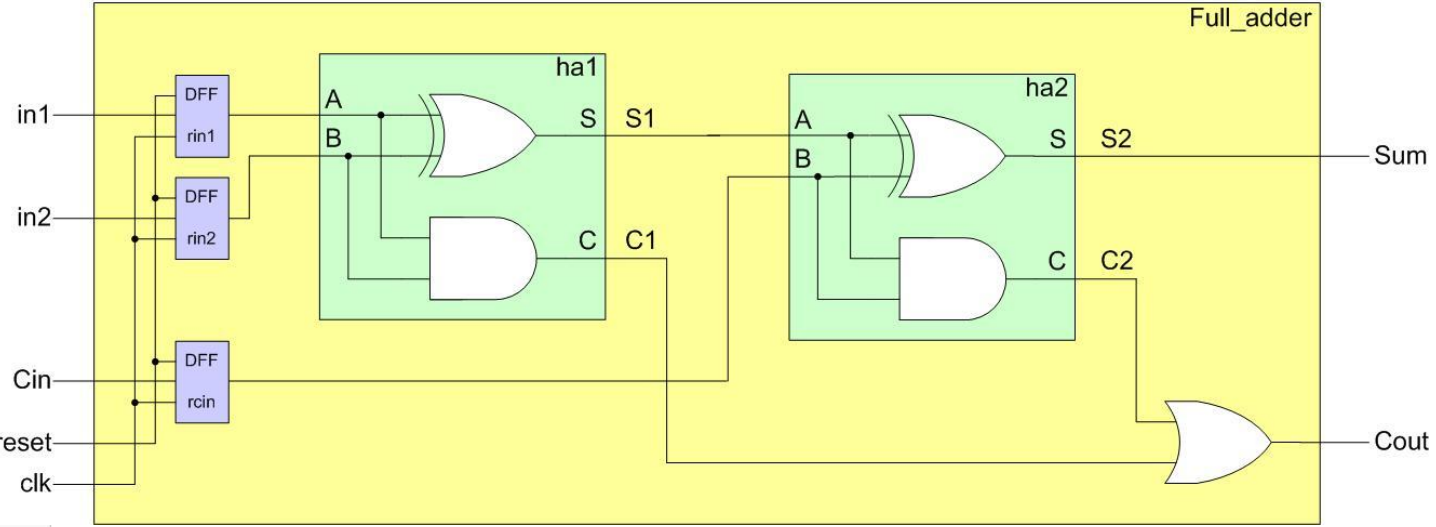 Full_adder
ha1
ha2
DFF
rin1
DFF
rin2
DFF
rcin
in1
in2
Cin
reset
clk
A
B
S
S1
C
C1
A
B
S
S2
C
C2
Sum
Cout